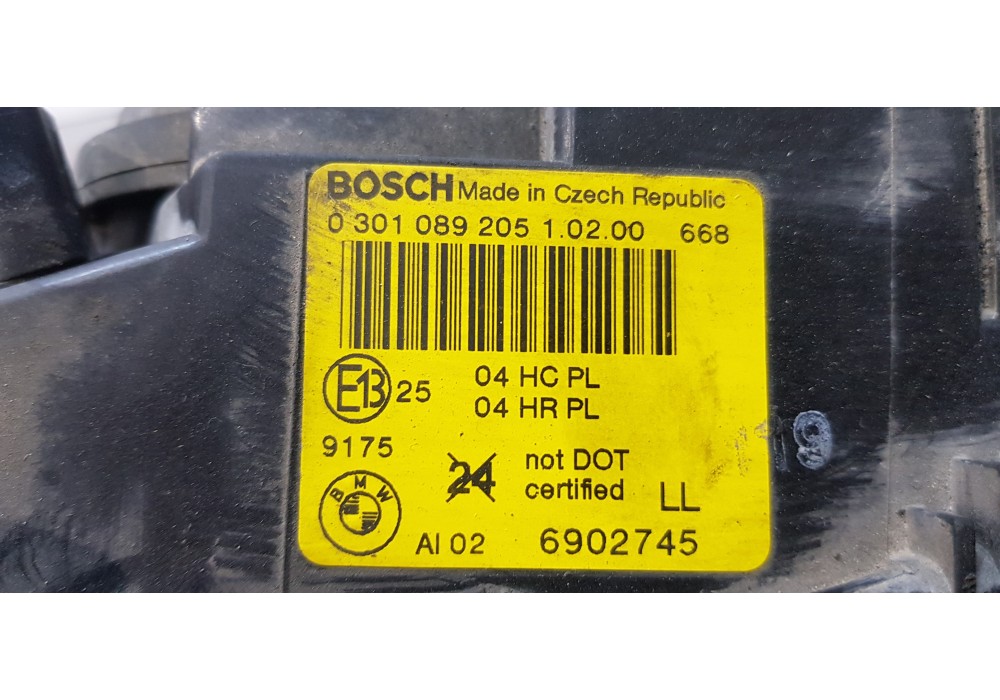 BOSCH Made in Czech Republic
0 301 089 205 1.02.00 668
E13 25
04 HC PL
04 HR PL
9175
24
not DOT
certified
LL
BMW
AI 02
6902745
9